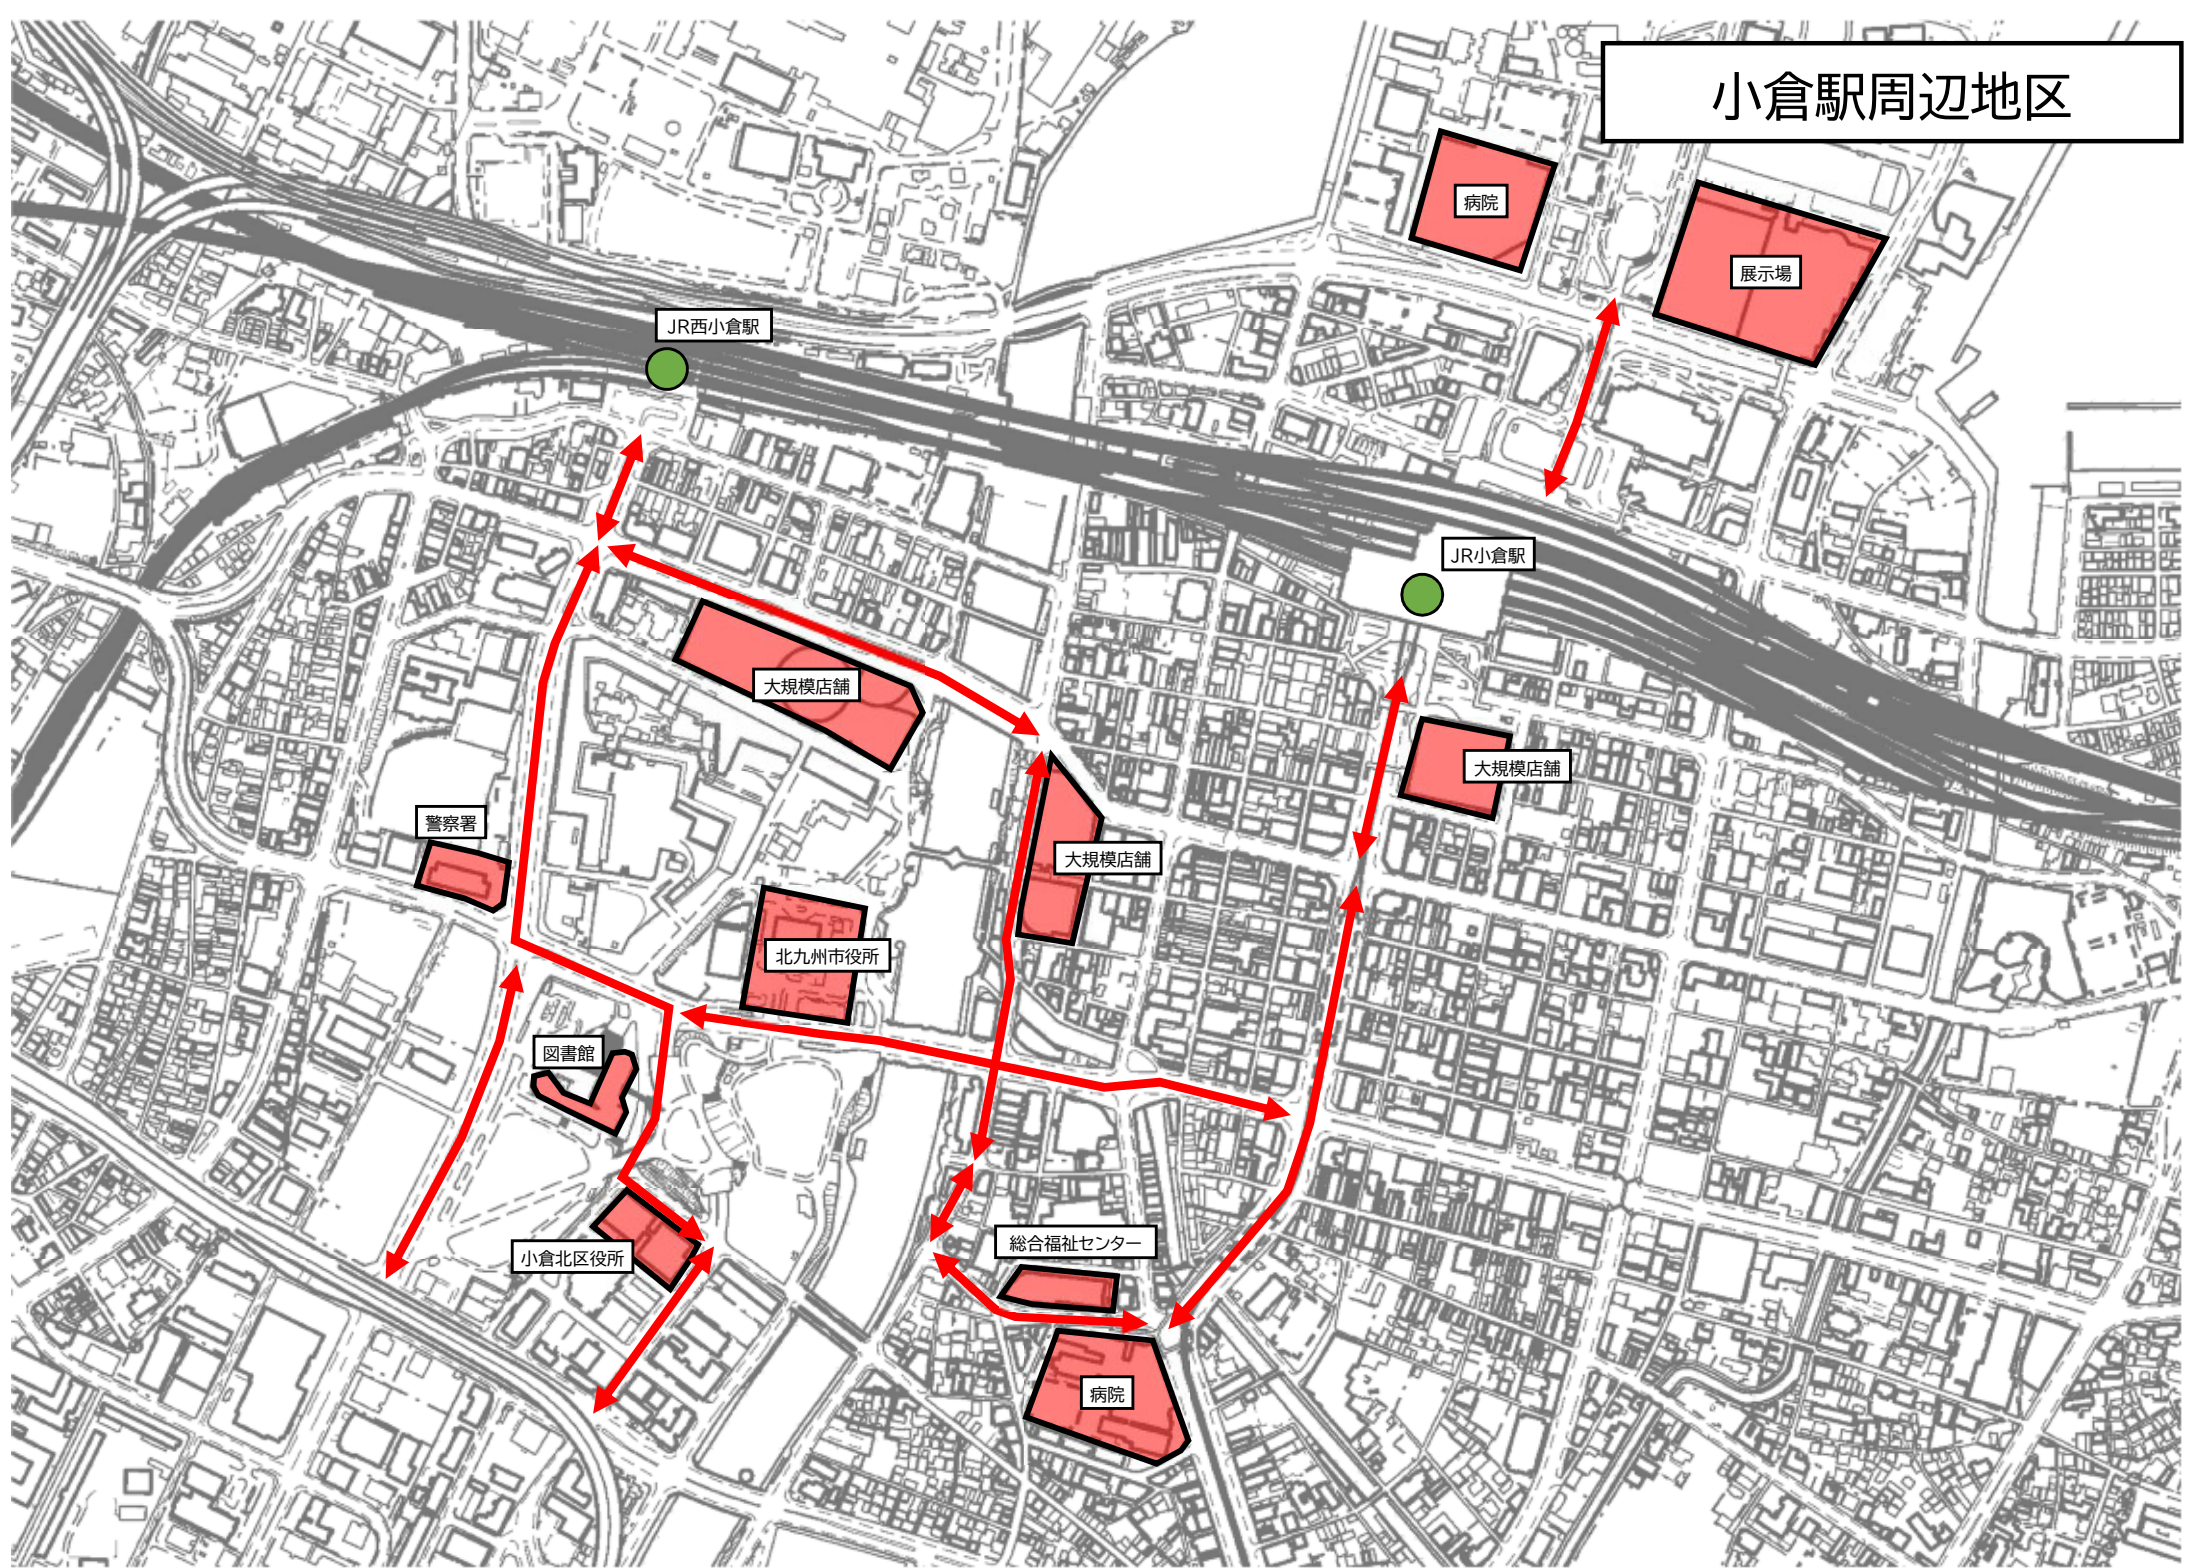 小倉駅周辺地区
病院
展示場
JR西小倉駅
JR小倉駅
大規模店舗
大規模店舗
警察署
大規模店舗
北九州市役所
図書館
総合福祉センター
小倉北区役所
病院